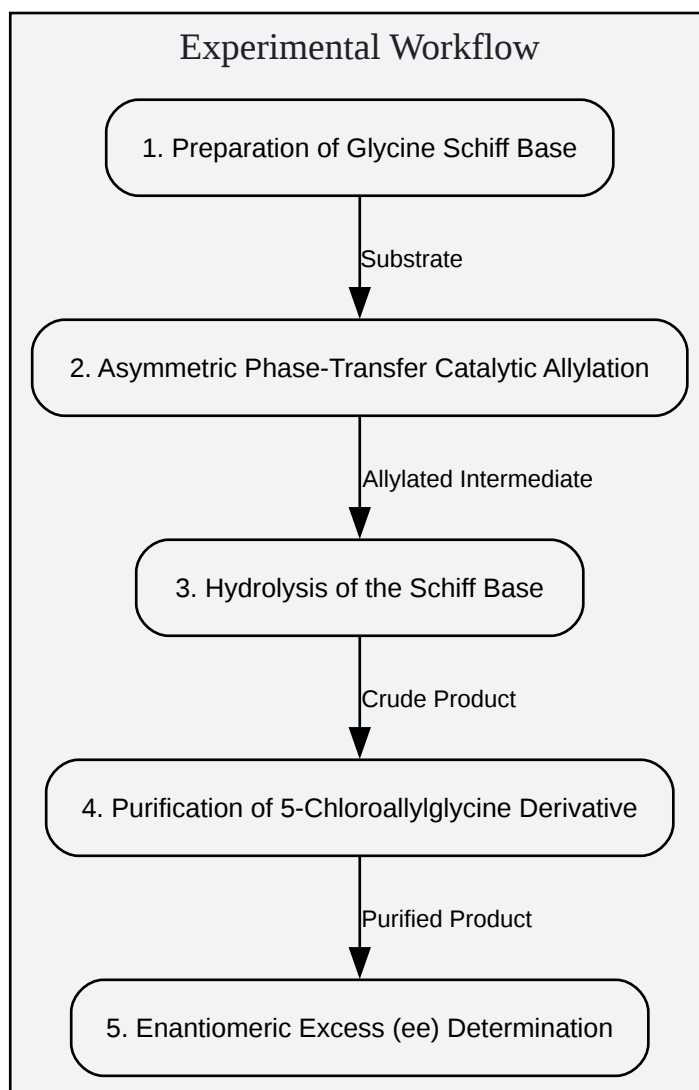 Experimental Workflow
1. Preparation of Glycine Schiff Base
Substrate
2. Asymmetric Phase-Transfer Catalytic Allylation
Allylated Intermediate
3. Hydrolysis of the Schiff Base
Crude Product
4. Purification of 5-Chloroallylglycine Derivative
Purified Product
5. Enantiomeric Excess (ee) Determination